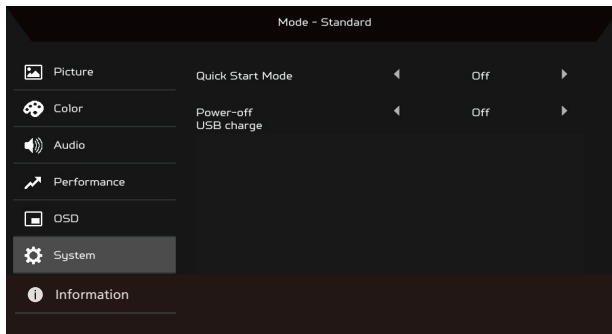 Mode - Standard
Picture
Quick Start Mode
Off
Color
Power-off
USB charge
Off
Audio
Performance
OSD
System
Information